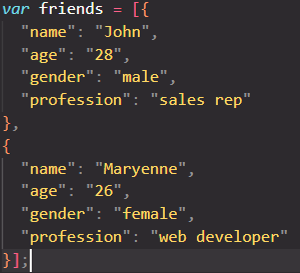 var friends = [{
"name": "John",
"age": "28",
"gender": "male",
"profession": "sales rep"
},
{
"name": "Maryenne",
"age": "26",
"gender": "female",
"profession": "web developer"
}];